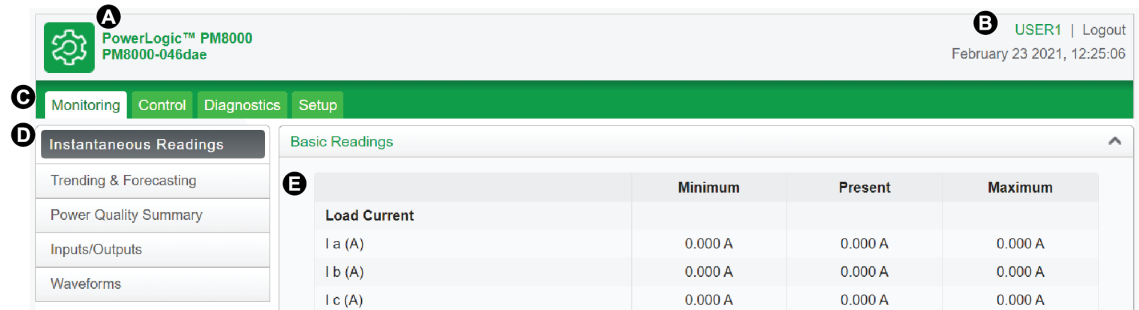 A
PowerLogic™ PM8000
PM8000-046dae
B
USER1 | Logout
February 23 2021, 12:25:06
C
Monitoring Control Diagnostics Setup
D
Instantaneous Readings
Trending & Forecasting
Power Quality Summary
Inputs/Outputs
Waveforms
Basic Readings
E
Minimum Present Maximum
Load Current
I a (A) 0.000 A 0.000 A 0.000 A
I b (A) 0.000 A 0.000 A 0.000 A
I c (A) 0.000 A 0.000 A 0.000 A